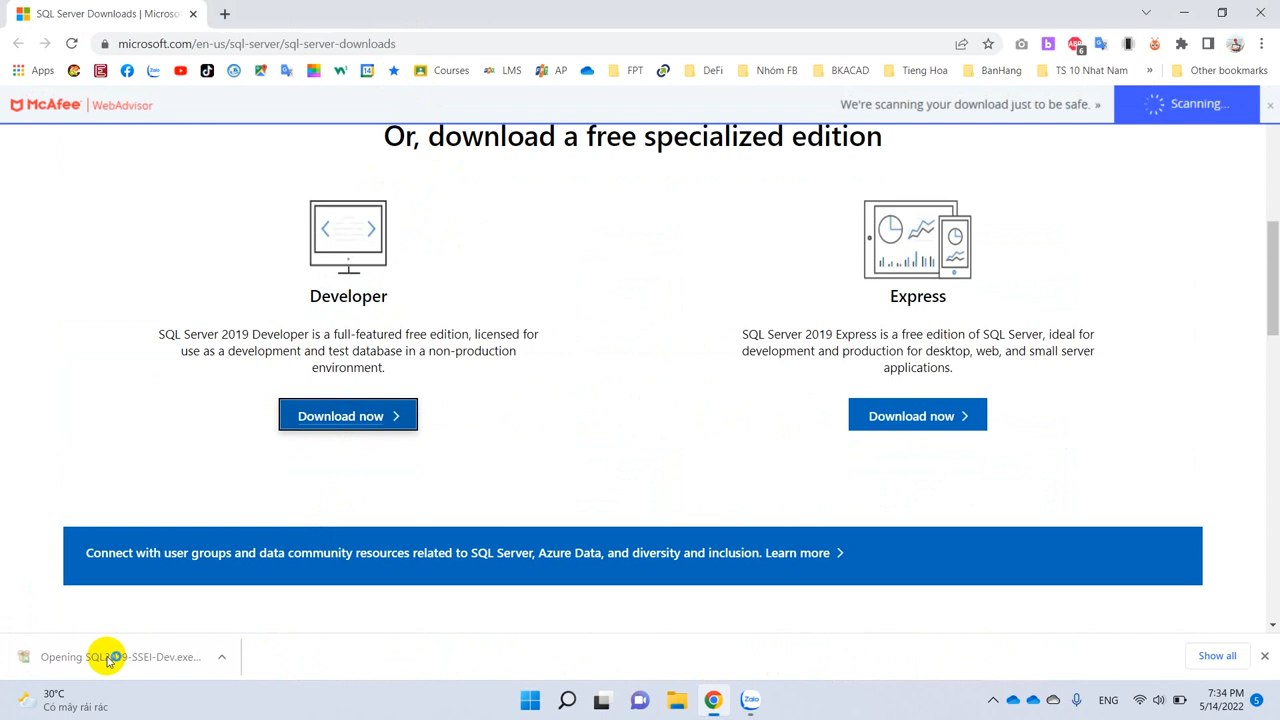 SQL Server Downloads | Microso
microsoft.com/en-us/sql-server/sql-server-downloads
6
Apps
Courses
LMS
AP
FPT
DeFi
Nhóm FB
BKACAD
Tieng Hoa
BanHang
TS 10 Nhat Nam
»
Other bookmarks
McAfee | WebAdvisor
We're scanning your download just to be safe. »
Scanning...
Or, download a free specialized edition
Developer
SQL Server 2019 Developer is a full-featured free edition, licensed for
use as a development and test database in a non-production
environment.
Download now
Express
SQL Server 2019 Express is a free edition of SQL Server, ideal for
development and production for desktop, web, and small server
applications.
Download now
Connect with user groups and data community resources related to SQL Server, Azure Data, and diversity and inclusion. Learn more
Opening SQL2019-SSEI-Dev.exe...
Show all
30°C
Có mây rải rác
Zalo
ENG
7:34 PM
5/14/2022
5